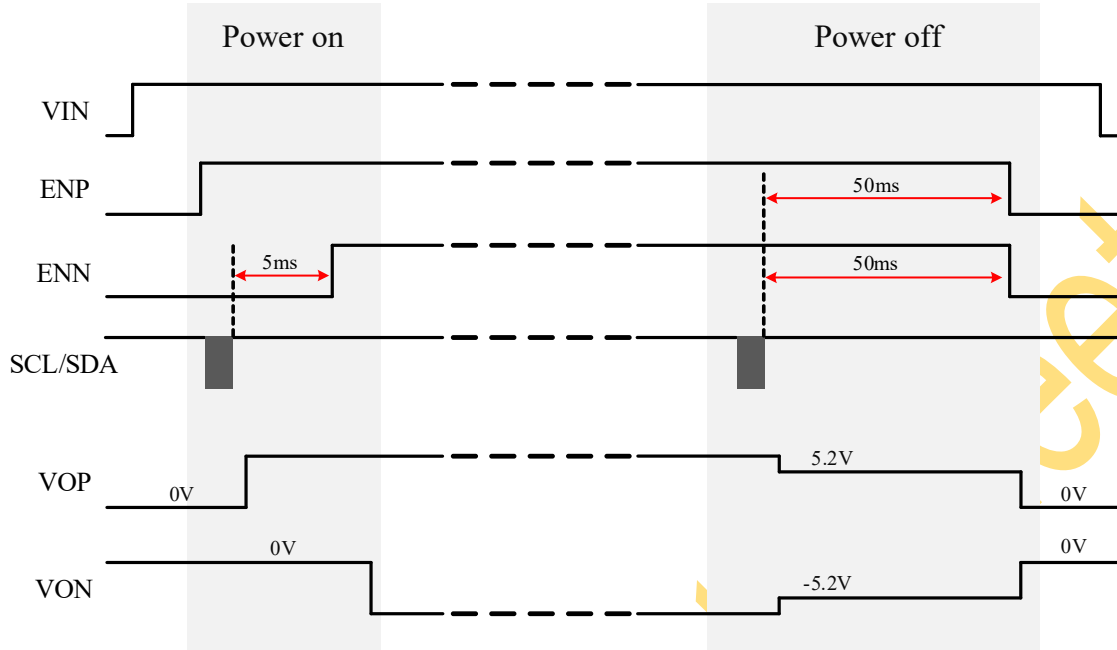 Power on
Power off
VIN
ENP
50ms
ENN
5ms
50ms
SCL/SDA
VOP
0V
5.2V
0V
VON
0V
-5.2V
0V